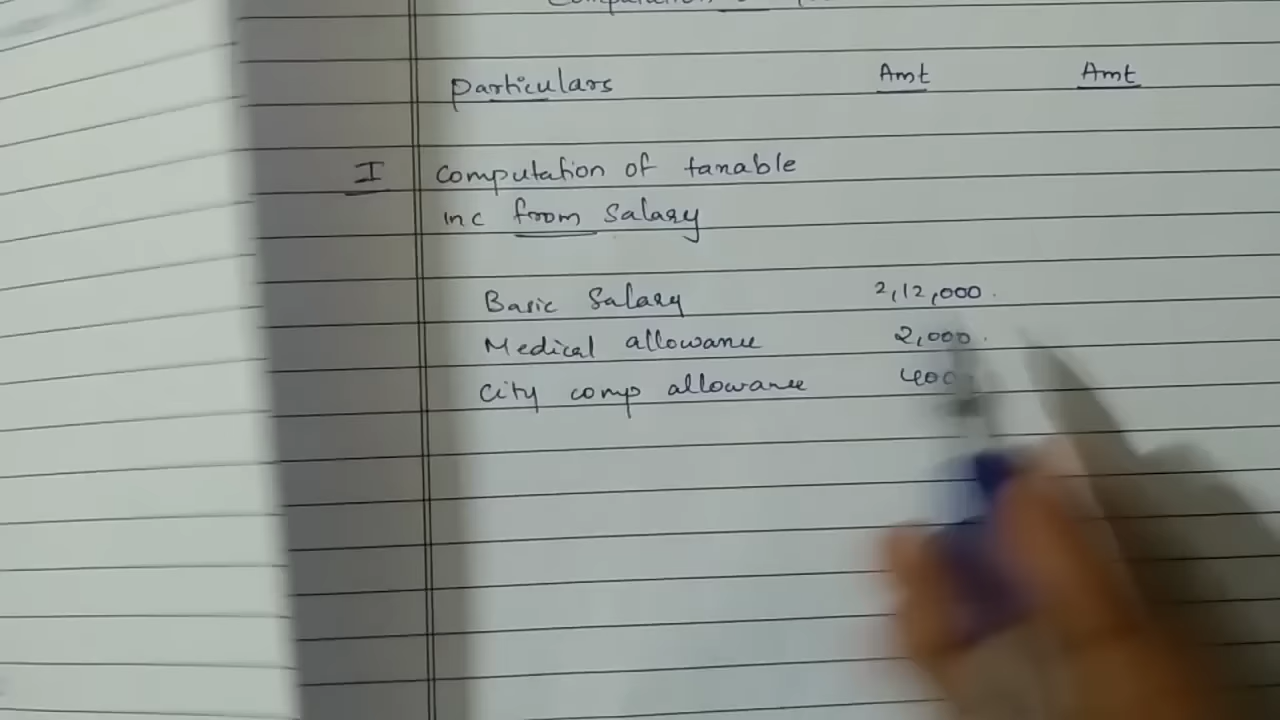 Particulars Amt Amt
I computation of tanable
inc from salary
Basic Salary 2,12,000.
Medical allowance 2,000.
City comp allowance